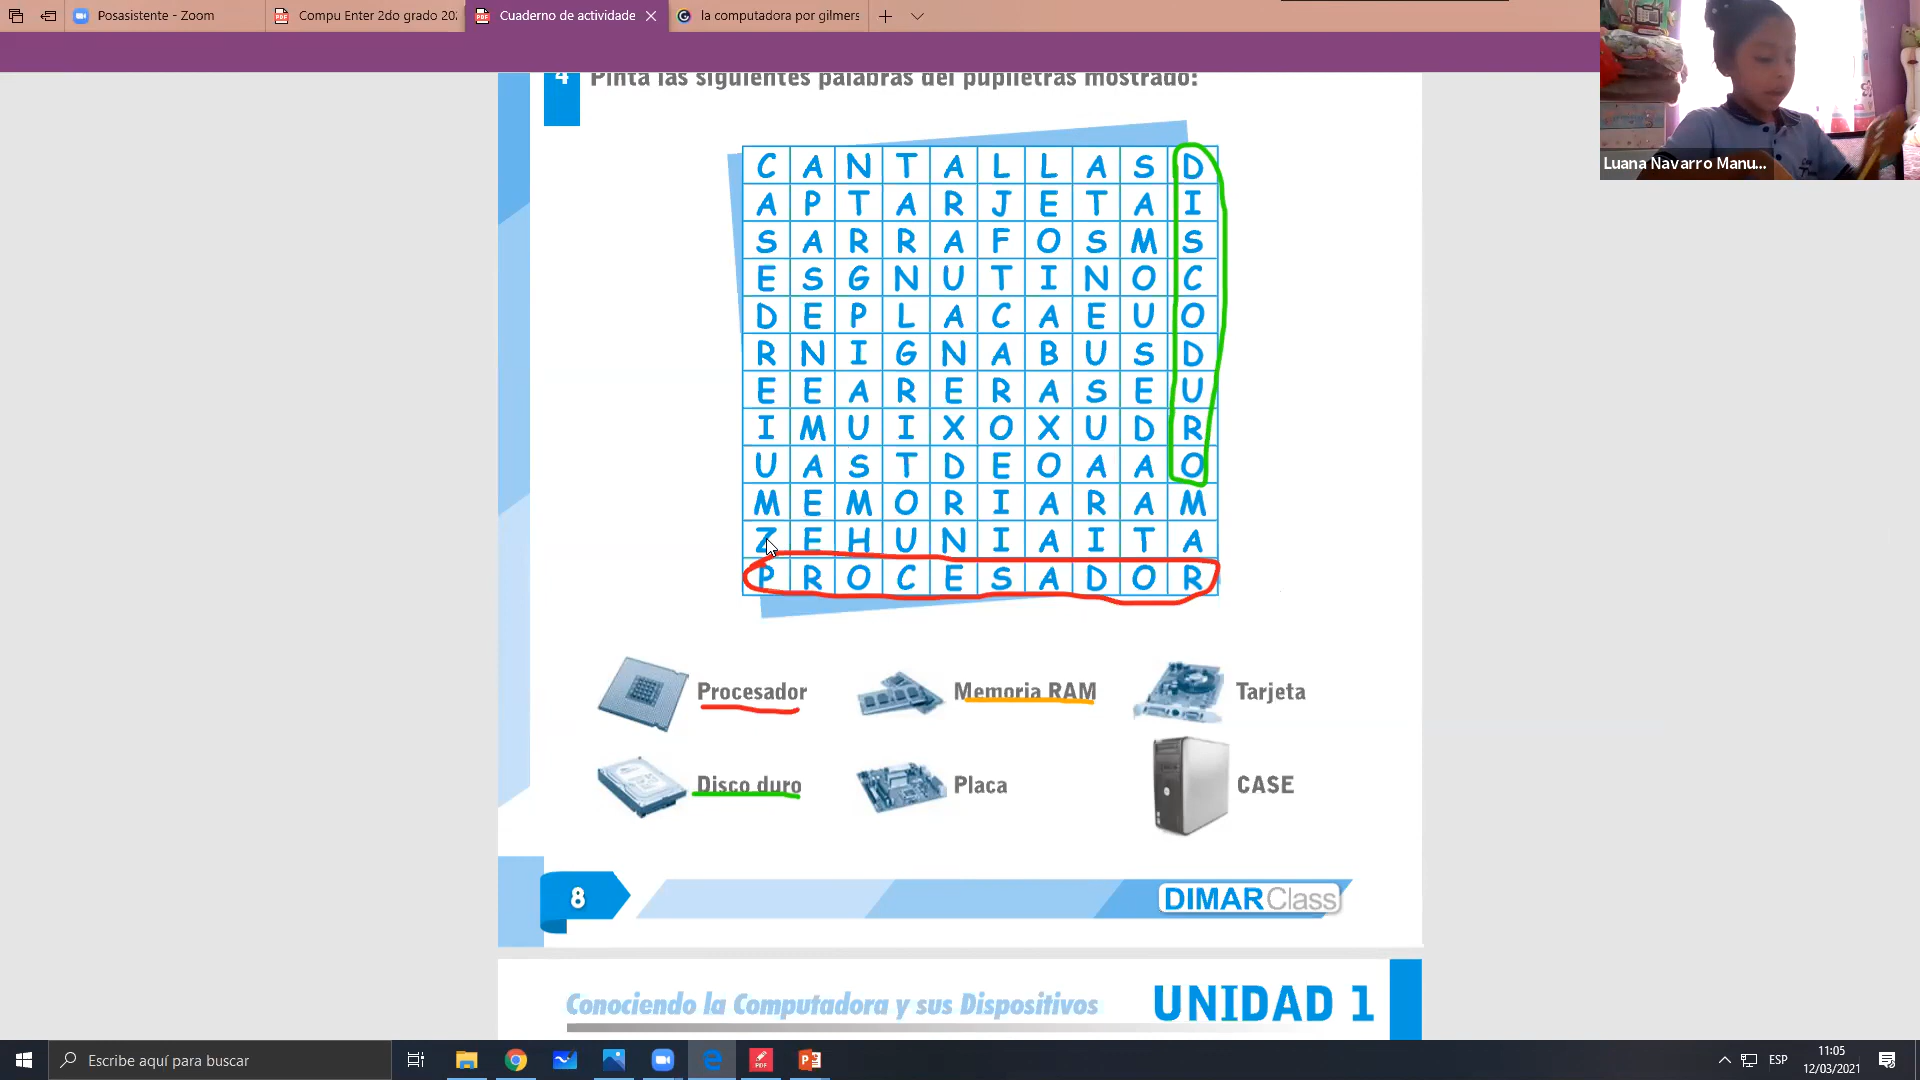 Posasistente - Zoom
Compu Enter 2do grado 202
Cuaderno de actividade
la computadora por gilmers
Luana Navarro Manu...
4 Pinta las siguientes palabras del pupiletras mostrado:
C A N T A L L A S D
A P T A R J E T A I
S A R R A F O S M S
E S G N U T I N O C
D E P L A C A E U O
R N I G N A B U S D
E E A R E R A S E U
I M U I X O X U D R
U A S T D E O A A O
M E M O R I A R A M
Z E H U N I A I T A
P R O C E S A D O R
Procesador Memoria RAM Tarjeta
Disco duro Placa CASE
8
DIMARClass
Conociendo la Computadora y sus Dispositivos UNIDAD 1
Escribe aquí para buscar
ESP
11:05
12/03/2021